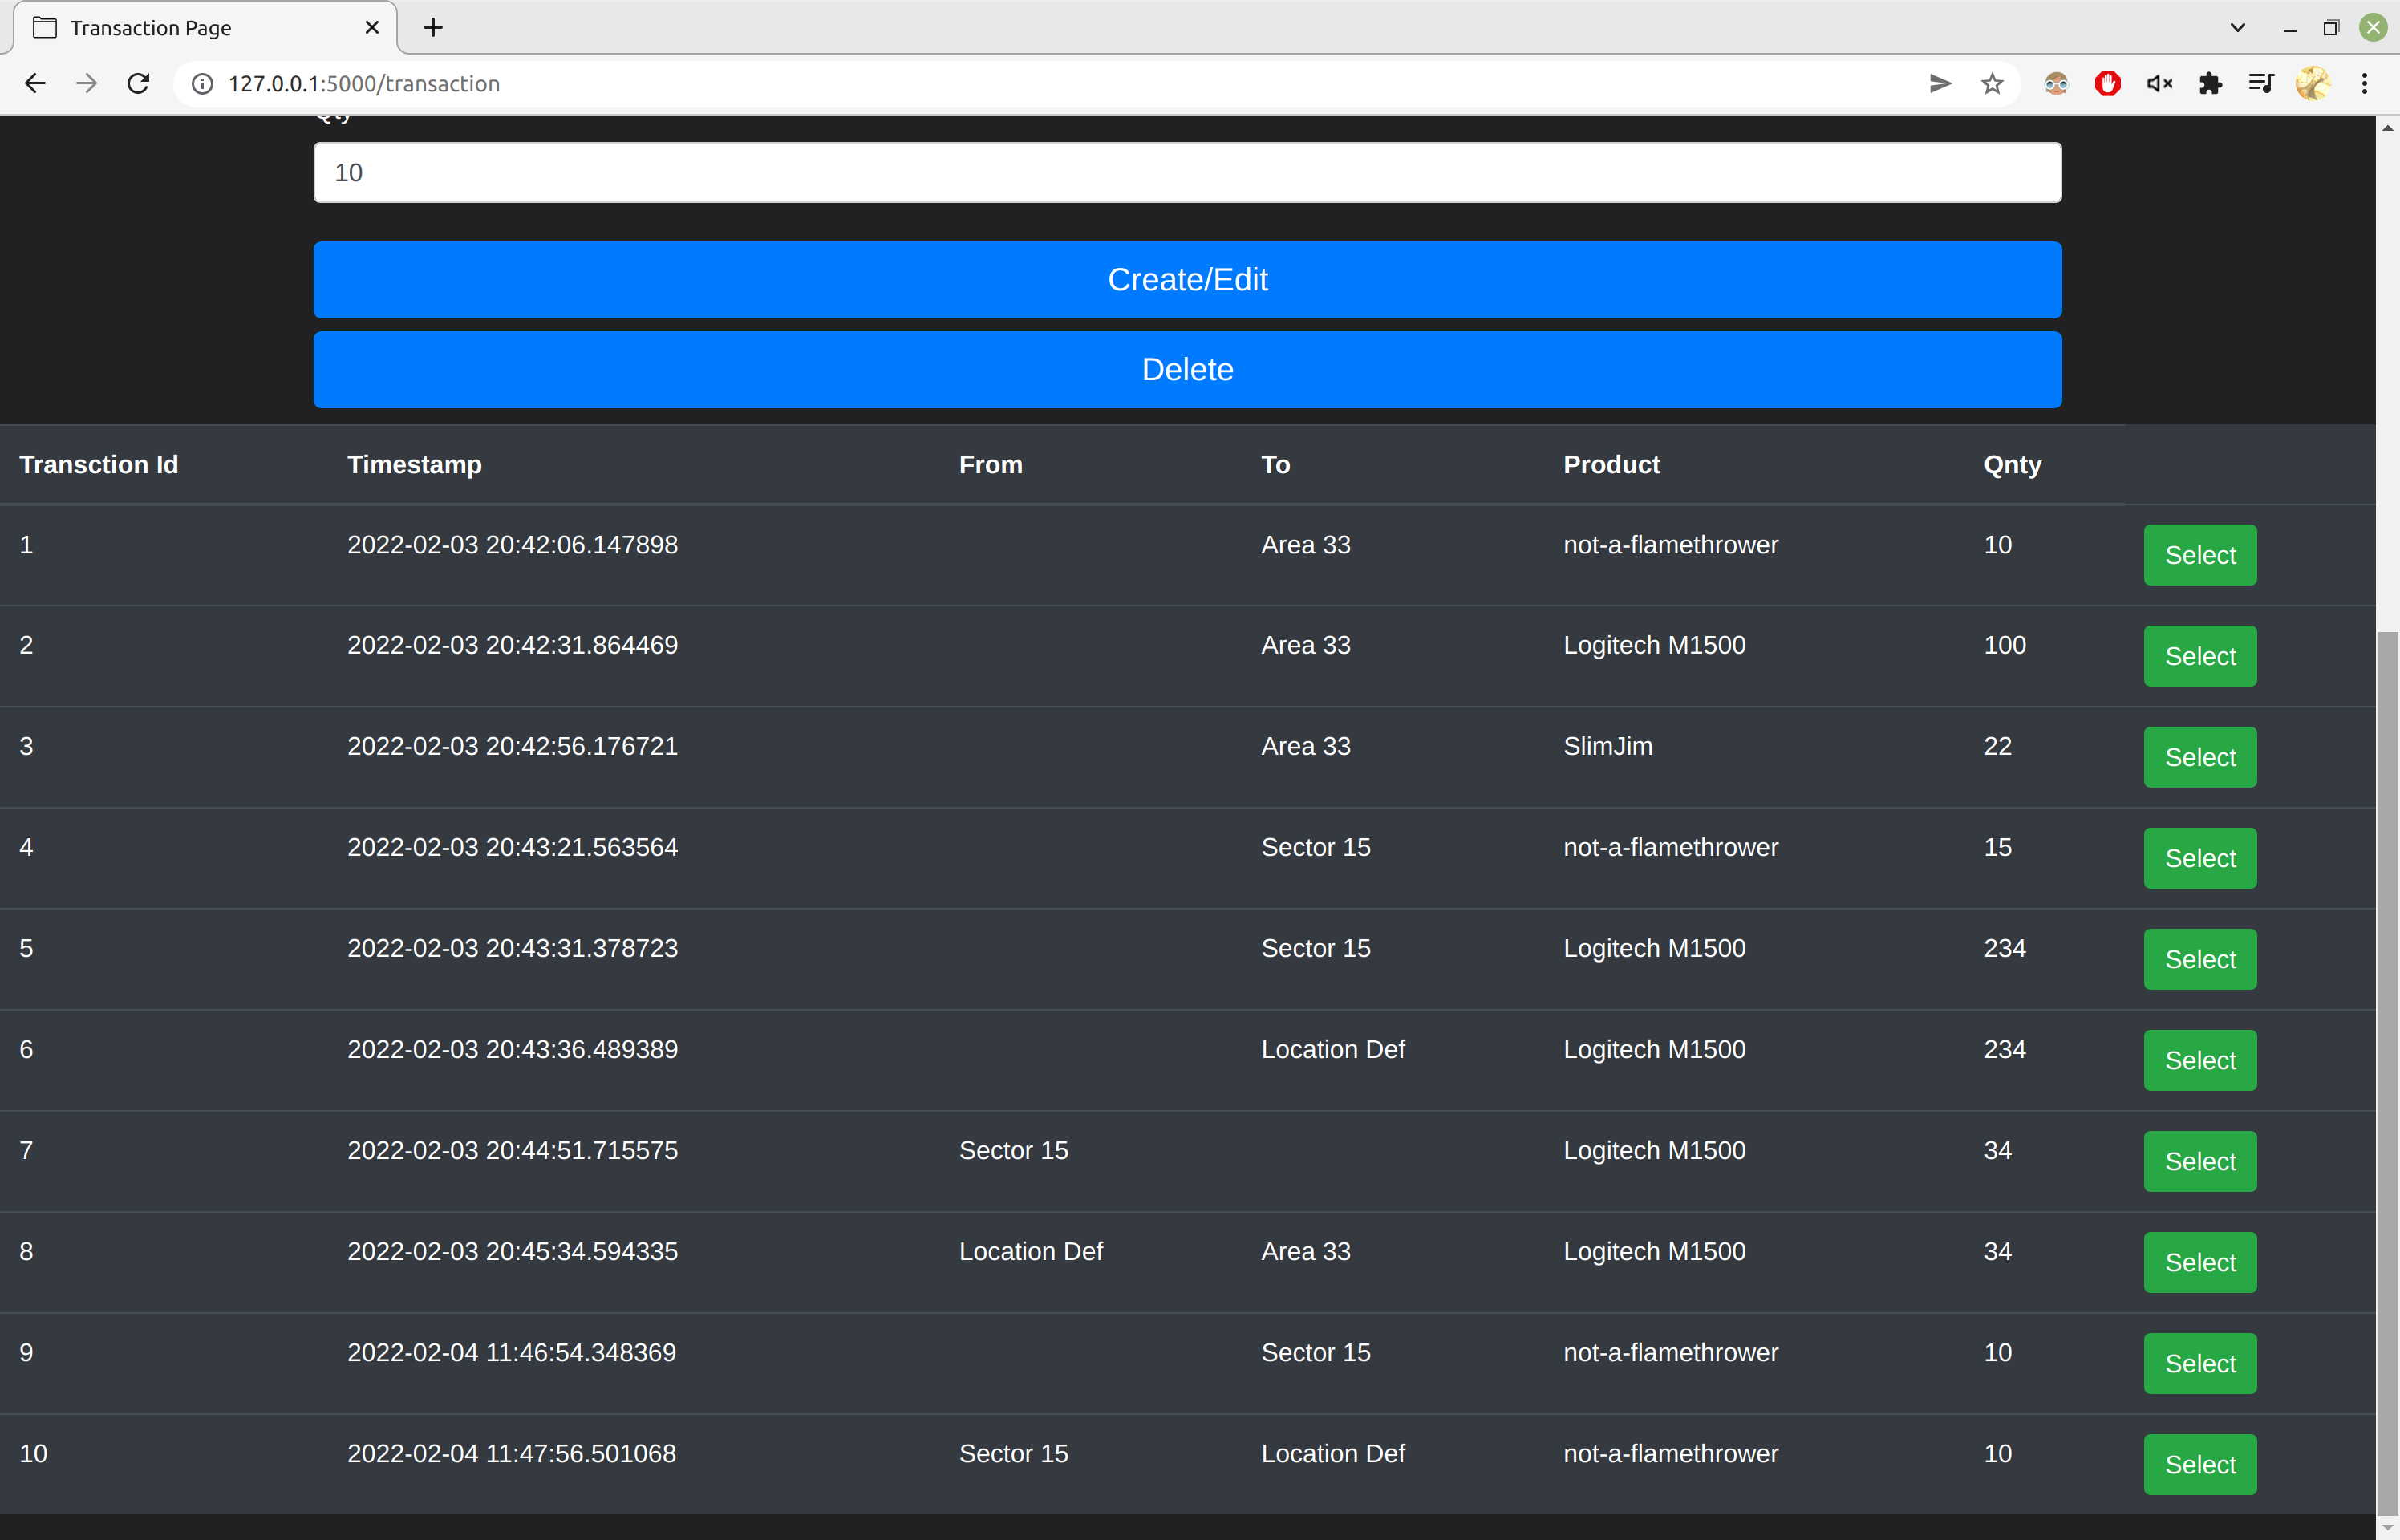 Transaction Page
127.0.0.1:5000/transaction
Qty
10
Create/Edit
Delete
Transction Id Timestamp From To Product Qnty
1 2022-02-03 20:42:06.147898 Area 33 not-a-flamethrower 10 Select
2 2022-02-03 20:42:31.864469 Area 33 Logitech M1500 100 Select
3 2022-02-03 20:42:56.176721 Area 33 SlimJim 22 Select
4 2022-02-03 20:43:21.563564 Sector 15 not-a-flamethrower 15 Select
5 2022-02-03 20:43:31.378723 Sector 15 Logitech M1500 234 Select
6 2022-02-03 20:43:36.489389 Location Def Logitech M1500 234 Select
7 2022-02-03 20:44:51.715575 Sector 15 Logitech M1500 34 Select
8 2022-02-03 20:45:34.594335 Location Def Area 33 Logitech M1500 34 Select
9 2022-02-04 11:46:54.348369 Sector 15 not-a-flamethrower 10 Select
10 2022-02-04 11:47:56.501068 Sector 15 Location Def not-a-flamethrower 10 Select